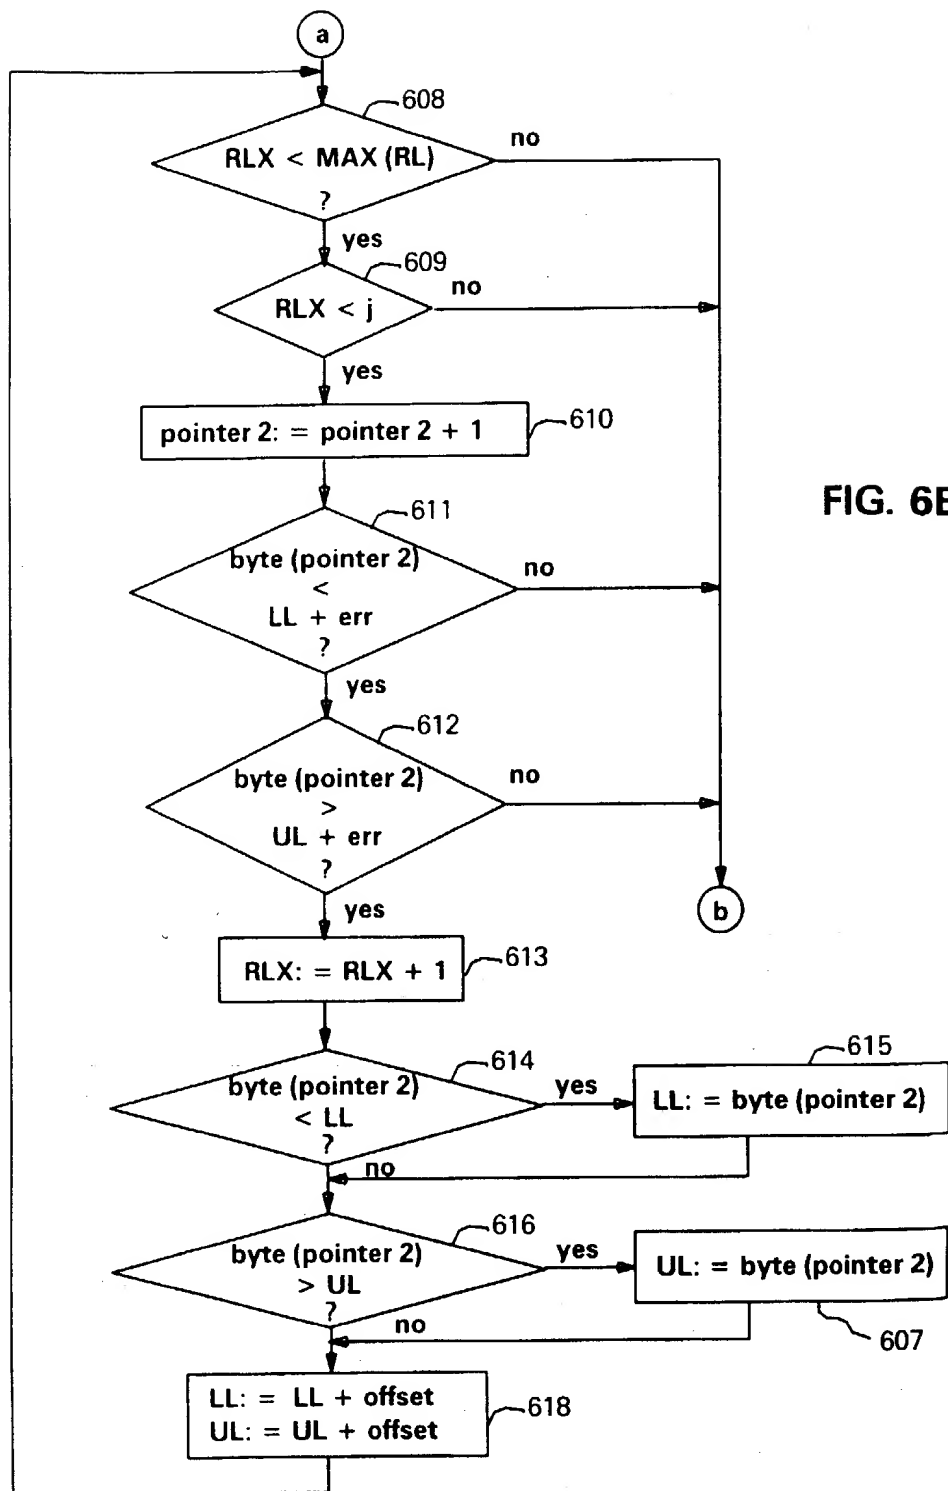 a
608
RLX < MAX (RL)
?
no
yes
609
RLX < j
no
yes
pointer 2: = pointer 2 + 1
610
FIG. 6E
611
byte (pointer 2)
<
LL + err
?
no
yes
612
byte (pointer 2)
>
UL + err
?
no
yes
b
RLX: = RLX + 1
613
614
byte (pointer 2)
< LL
?
yes
615
LL: = byte (pointer 2)
no
616
byte (pointer 2)
> UL
?
yes
UL: = byte (pointer 2)
607
no
LL: = LL + offset
UL: = UL + offset
618